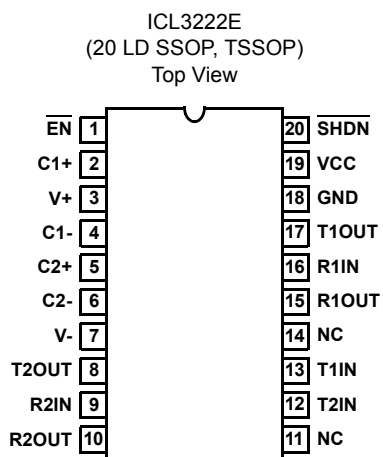 ICL3222E
(20 LD SSOP, TSSOP)
Top View
EN 1 20 SHDN
C1+ 2 19 VCC
V+ 3 18 GND
C1- 4 17 T1OUT
C2+ 5 16 R1IN
C2- 6 15 R1OUT
V- 7 14 NC
T2OUT 8 13 T1IN
R2IN 9 12 T2IN
R2OUT 10 11 NC